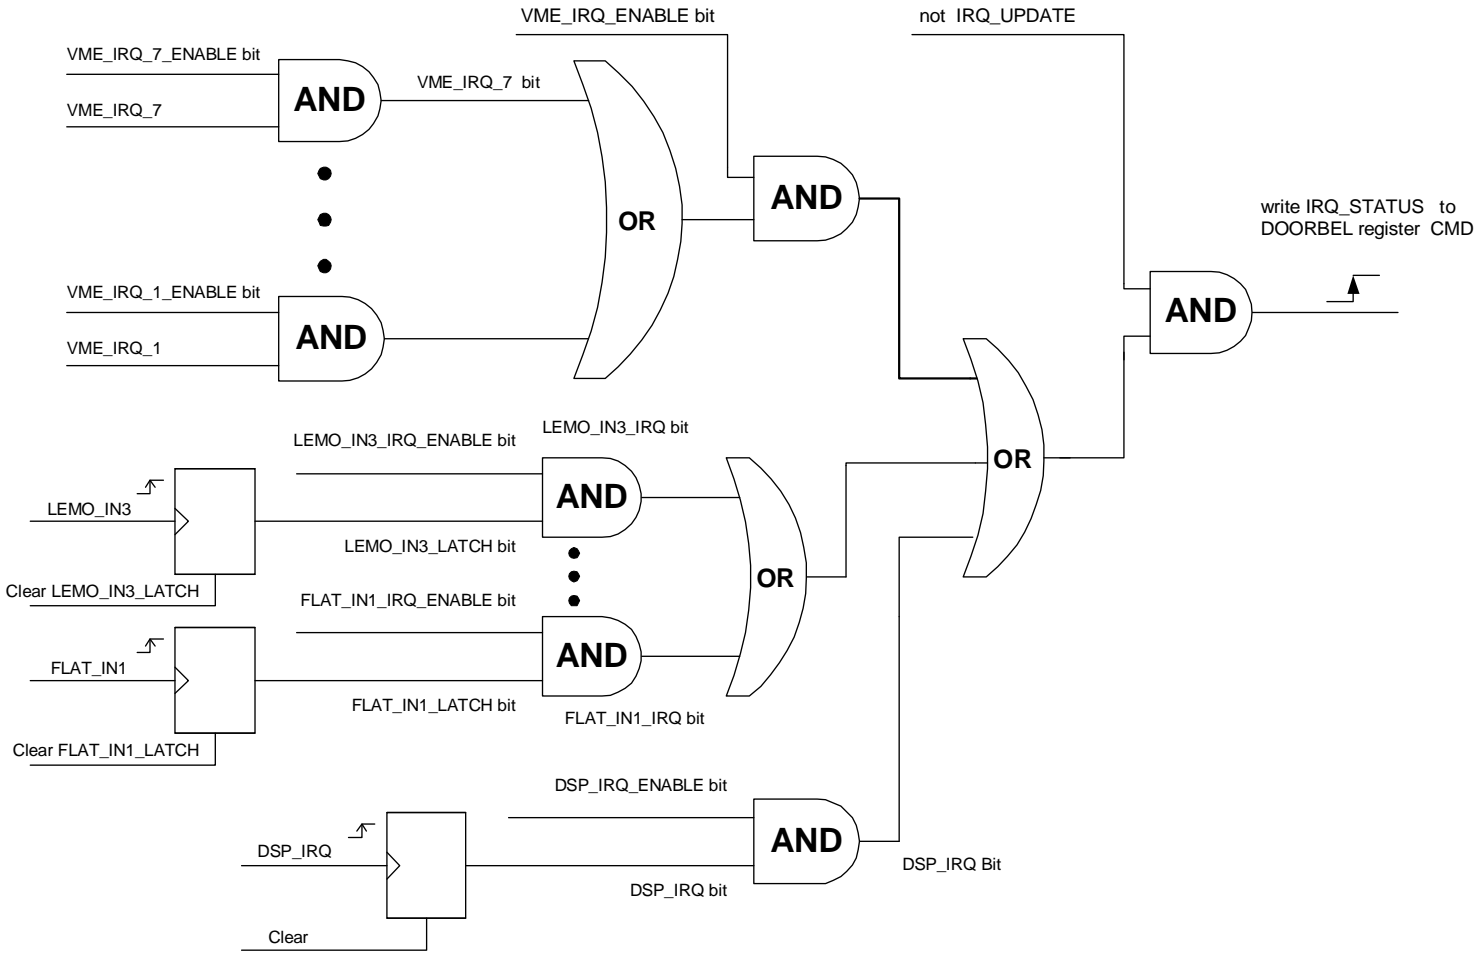 VME_IRQ_ENABLE bit
not IRQ_UPDATE
VME_IRQ_7_ENABLE bit
AND
VME_IRQ_7 bit
VME_IRQ_7
AND
OR
write IRQ_STATUS to
DOORBEL register CMD
VME_IRQ_1_ENABLE bit
AND
VME_IRQ_1
AND
LEMO_IN3_IRQ_ENABLE bit
LEMO_IN3_IRQ bit
OR
LEMO_IN3
AND
LEMO_IN3_LATCH bit
Clear LEMO_IN3_LATCH
OR
FLAT_IN1_IRQ_ENABLE bit
FLAT_IN1
AND
FLAT_IN1_LATCH bit
FLAT_IN1_IRQ bit
Clear FLAT_IN1_LATCH
DSP_IRQ_ENABLE bit
AND
DSP_IRQ
DSP_IRQ Bit
DSP_IRQ bit
Clear